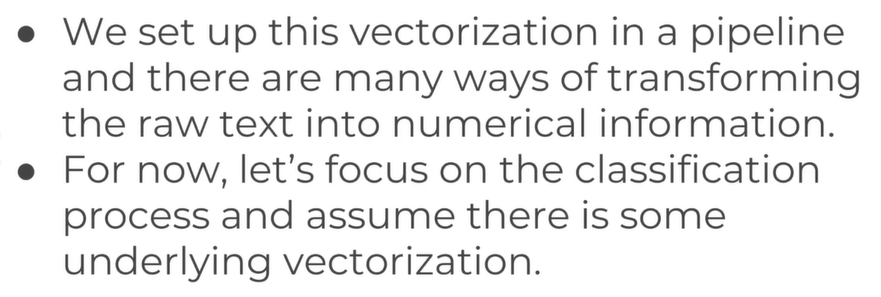 ● We set up this vectorization in a pipeline
and there are many ways of transforming
the raw text into numerical information.
● For now, let’s focus on the classification
process and assume there is some
underlying vectorization.